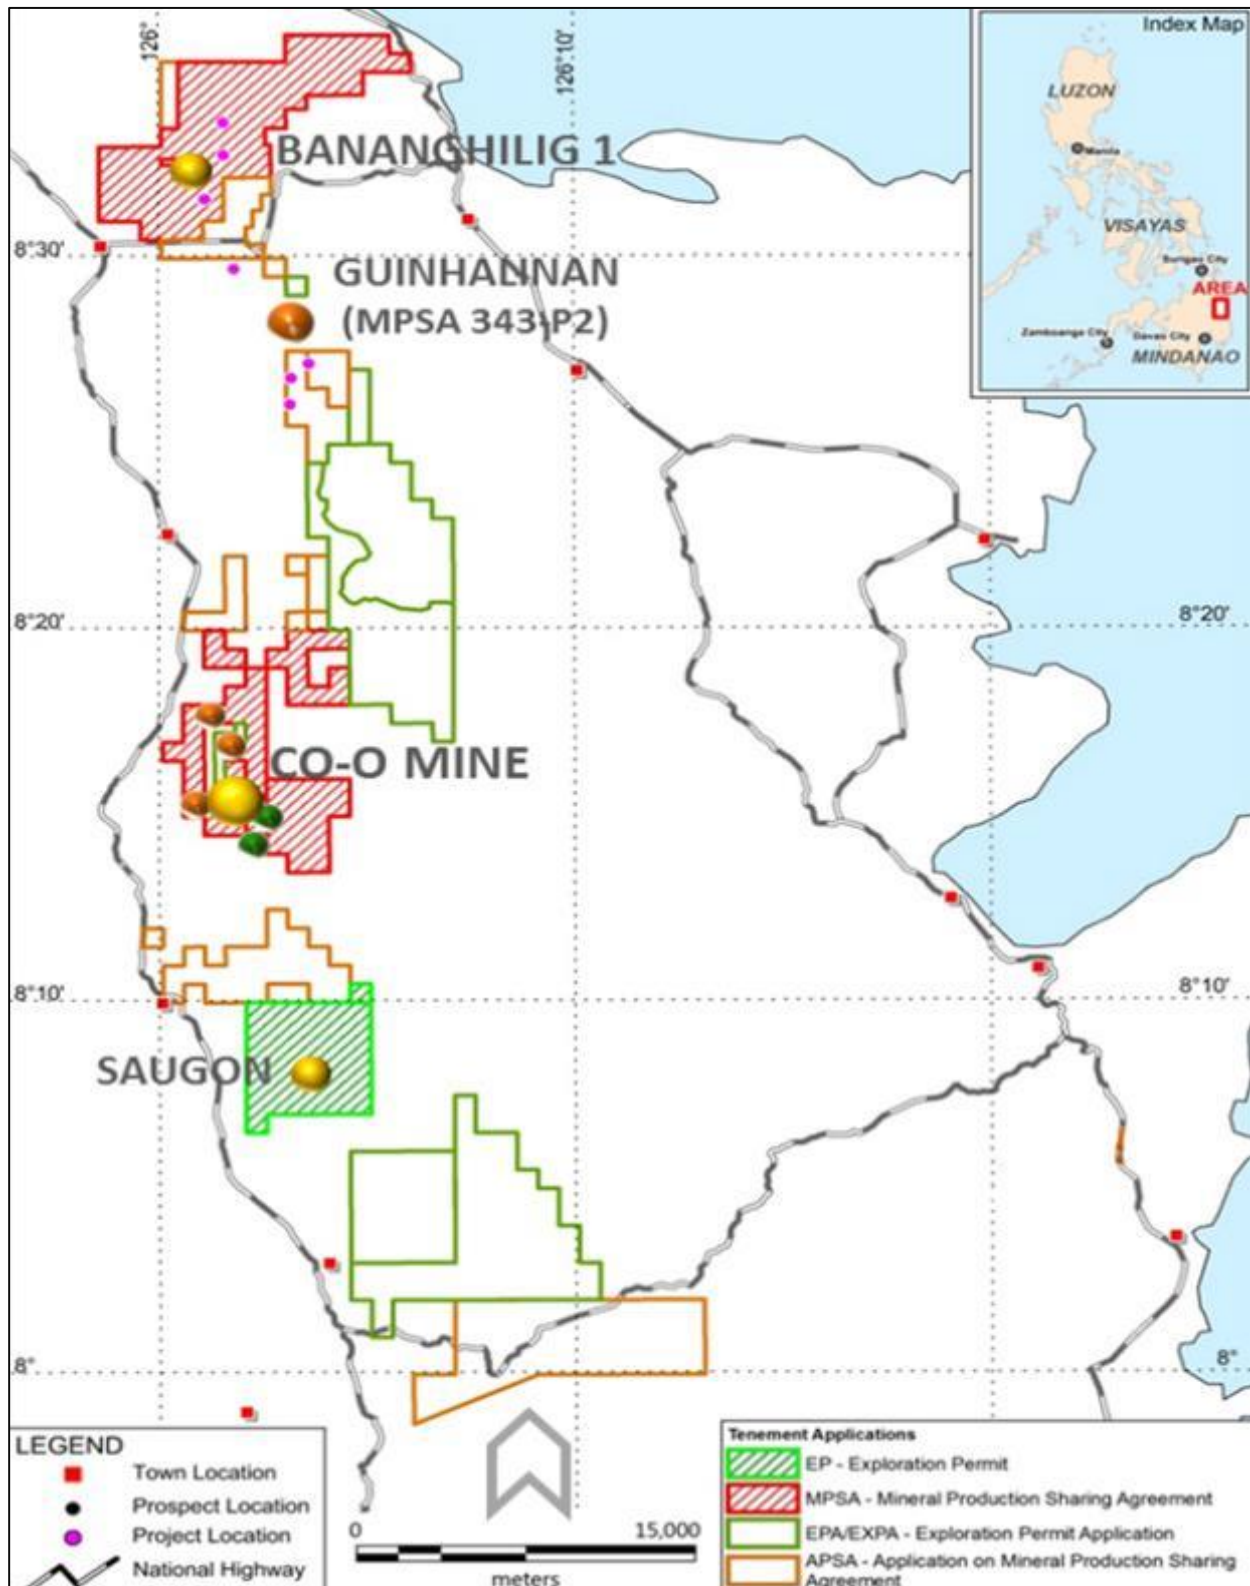 126°
126°10'
Index Map
LUZON
Manila
VISAYAS
Surigao City
AREA
Zamboanga City
Davao City
MINDANAO
BANANGHILIG 1
8°30'
GUINHALINAN
(MPSA 343-P2)
8°20'
8°20'
CO-O MINE
8°10'
8°10'
SAUGON
8°
8°
LEGEND
Town Location
Prospect Location
Project Location
National Highway
0
15,000
meters
Tenement Applications
EP - Exploration Permit
MPSA - Mineral Production Sharing Agreement
EPA/EXPA - Exploration Permit Application
APSA - Application on Mineral Production Sharing
Agreement